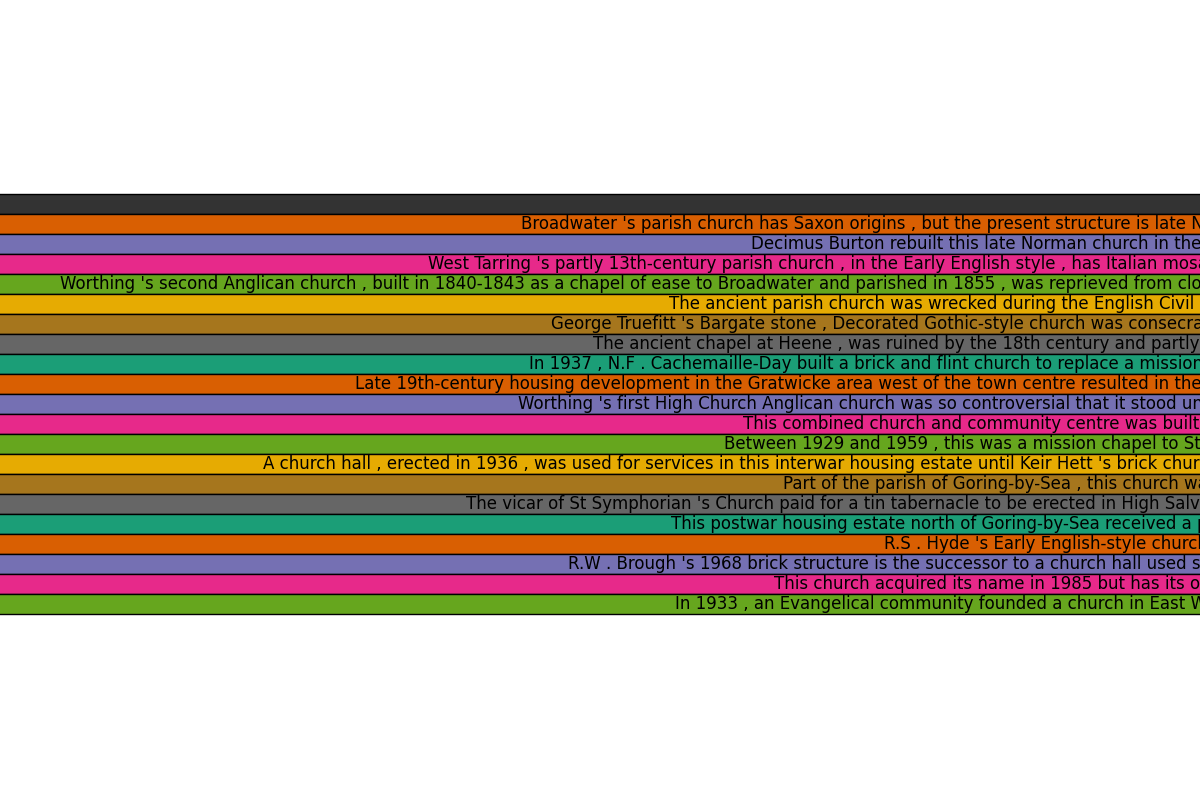 Broadwater 's parish church has Saxon origins , but the present structure is late
Decimus Burton rebuilt this late Norman church in the
West Tarring 's partly 13th-century parish church , in the Early English style , has Italian
Worthing 's second Anglican church , built in 1840-1843 as a chapel of ease to Broadwater and parished in 1855 , was reprieved from
The ancient parish church was wrecked during the English Civil
George Truefitt 's Bargate stone , Decorated Gothic-style church was
The ancient chapel at Heene , was ruined by the 18th century and partly
In 1937 , N.F . Cachemaille-Day built a brick and flint church to replace a mission
Late 19th-century housing development in the Gratwicke area west of the town centre resulted in the
Worthing 's first High Church Anglican church was so controversial that it stood
This combined church and community centre was built
Between 1929 and 1959 , this was a mission chapel to St
A church hall , erected in 1936 , was used for services in this interwar housing estate until Keir Hett 's brick
Part of the parish of Goring-by-Sea , this church
The vicar of St Symphorian 's Church paid for a tin tabernacle to be erected in High
This postwar housing estate north of Goring-by-Sea received a
R.S . Hyde 's Early English-style church
R.W . Brough 's 1968 brick structure is the successor to a church hall used
This church acquired its name in 1985 but has its
In 1933 , an Evangelical community founded a church in East